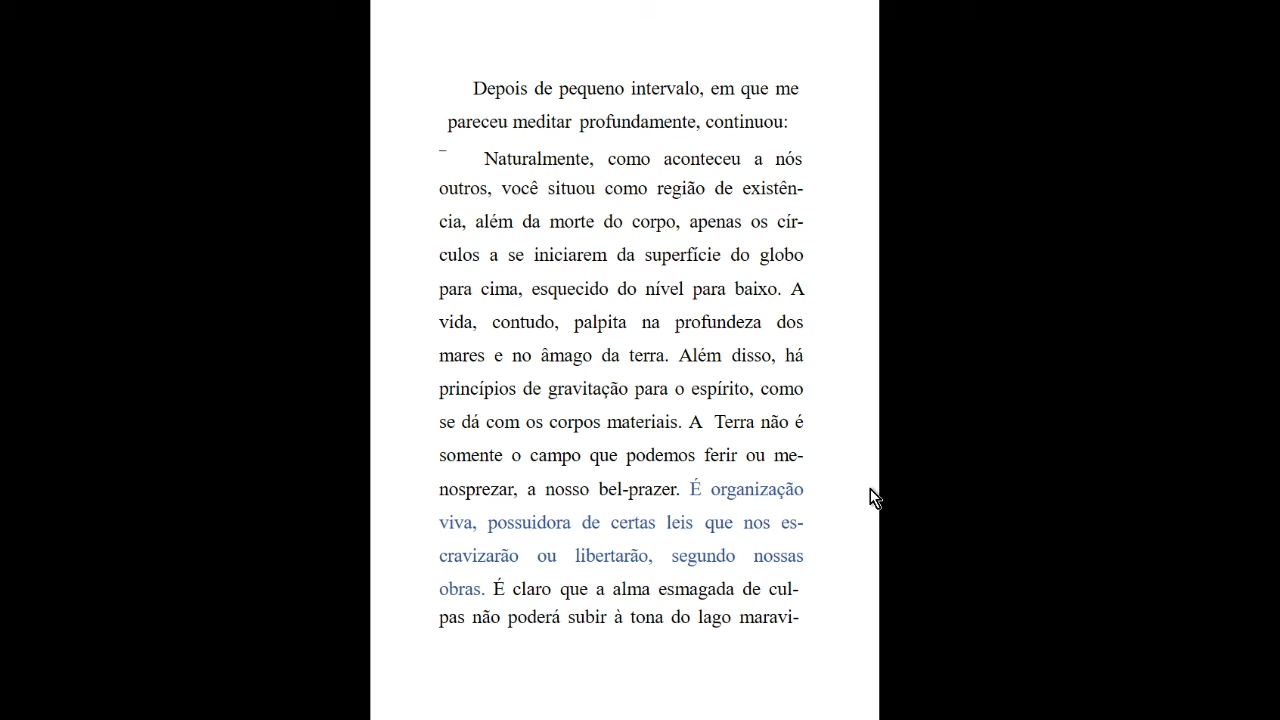 Depois de pequeno intervalo, em que me
pareceu meditar profundamente, continuou:
– Naturalmente, como aconteceu a nós
outros, você situou como região de existên-
cia, além da morte do corpo, apenas os cír-
culos a se iniciarem da superfície do globo
para cima, esquecido do nível para baixo. A
vida, contudo, palpita na profundeza dos
mares e no âmago da terra. Além disso, há
princípios de gravitação para o espírito, como
se dá com os corpos materiais. A Terra não é
somente o campo que podemos ferir ou me-
nosprezar, a nosso bel-prazer. É organização
viva, possuidora de certas leis que nos es-
cravizarão ou libertarão, segundo nossas
obras. É claro que a alma esmagada de cul-
pas não poderá subir à tona do lago maravi-